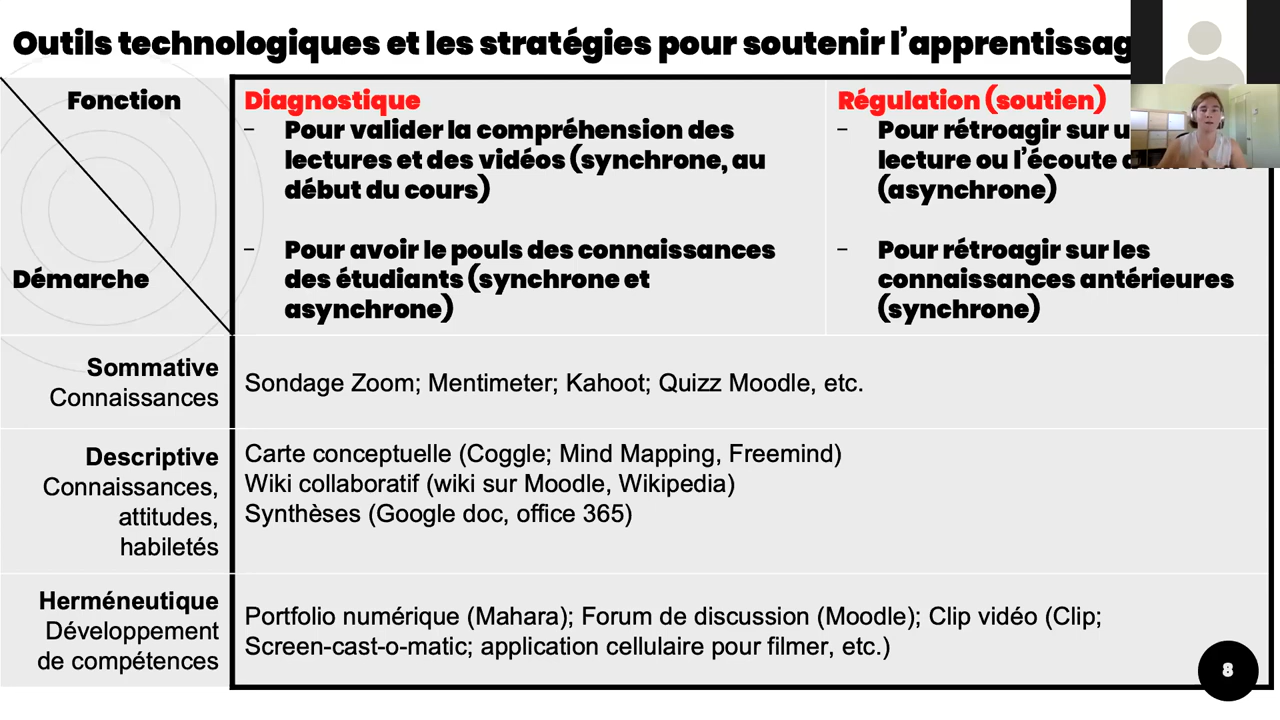 Outils technologiques et les stratégies pour soutenir l’apprentissag
Fonction
Démarche
Diagnostique
- Pour valider la compréhension des
lectures et des vidéos (synchrone, au
début du cours)
- Pour avoir le pouls des connaissances
des étudiants (synchrone et
asynchrone)
Régulation (soutien)
- Pour rétroagir sur
lecture ou l’écoute
(asynchrone)
- Pour rétroagir sur les
connaissances antérieures
(synchrone)
Sommative
Connaissances
Sondage Zoom; Mentimeter; Kahoot; Quizz Moodle, etc.
Descriptive
Connaissances,
attitudes,
habiletés
Carte conceptuelle (Coggle; Mind Mapping, Freemind)
Wiki collaboratif (wiki sur Moodle, Wikipedia)
Synthèses (Google doc, office 365)
Herméneutique
Développement
de compétences
Portfolio numérique (Mahara); Forum de discussion (Moodle); Clip vidéo (Clip;
Screen-cast-o-matic; application cellulaire pour filmer, etc.)
8